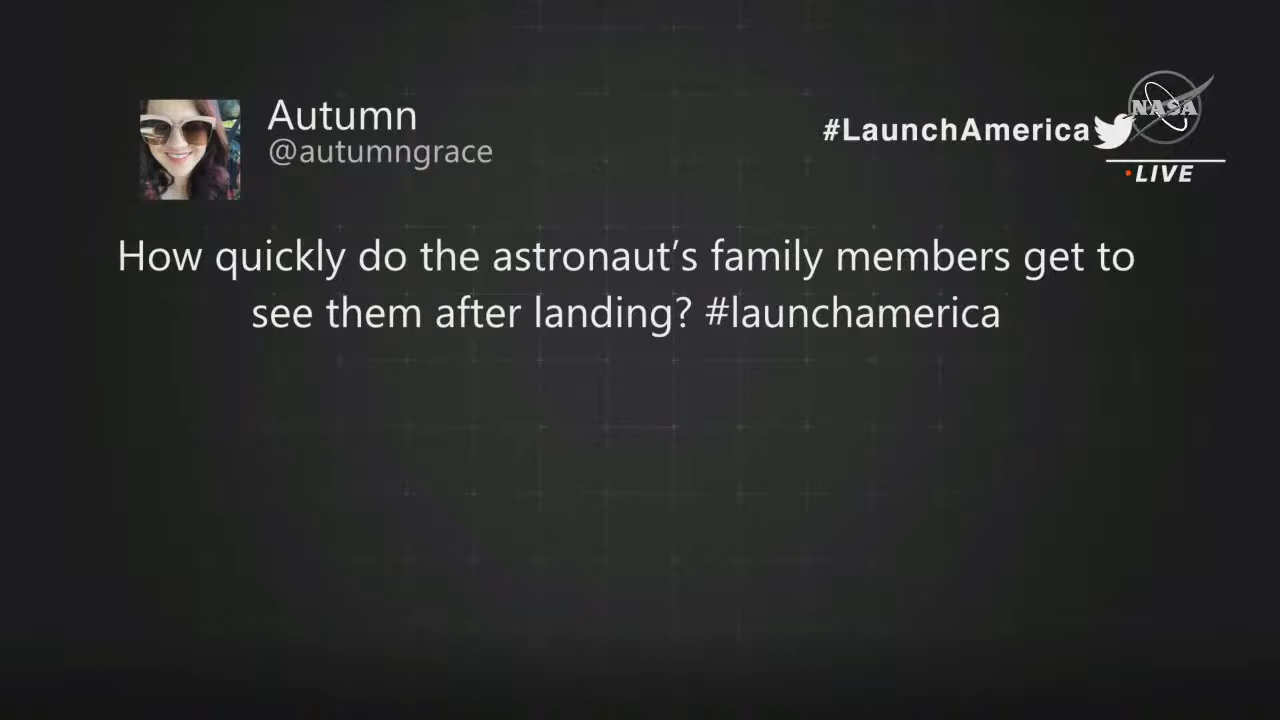 Autumn
@autumngrace
#LaunchAmerica
NASA
LIVE
How quickly do the astronaut’s family members get to
see them after landing? #launchamerica